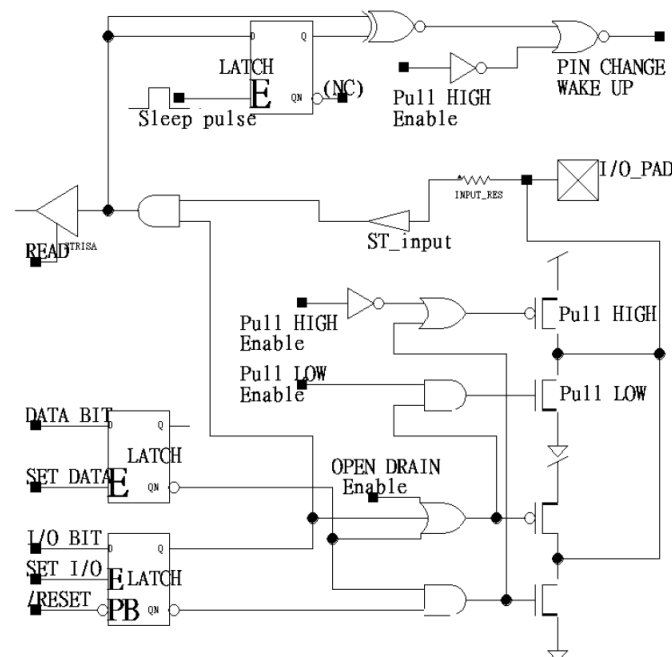 D
Q
LATCH
E
QN
(NC)
Sleep pulse
Pull HIGH
Enable
PIN CHANGE
WAKE UP
I/O_PAD
INPUT_RES
ST_input
READ
TRISA
Pull HIGH
Enable
Pull HIGH
Pull LOW
Enable
Pull LOW
DATA BIT
D
Q
LATCH
SET DATA
E
QN
OPEN DRAIN
Enable
I/O BIT
D
Q
SET I/O
E
LATCH
/RESET
PB
QN